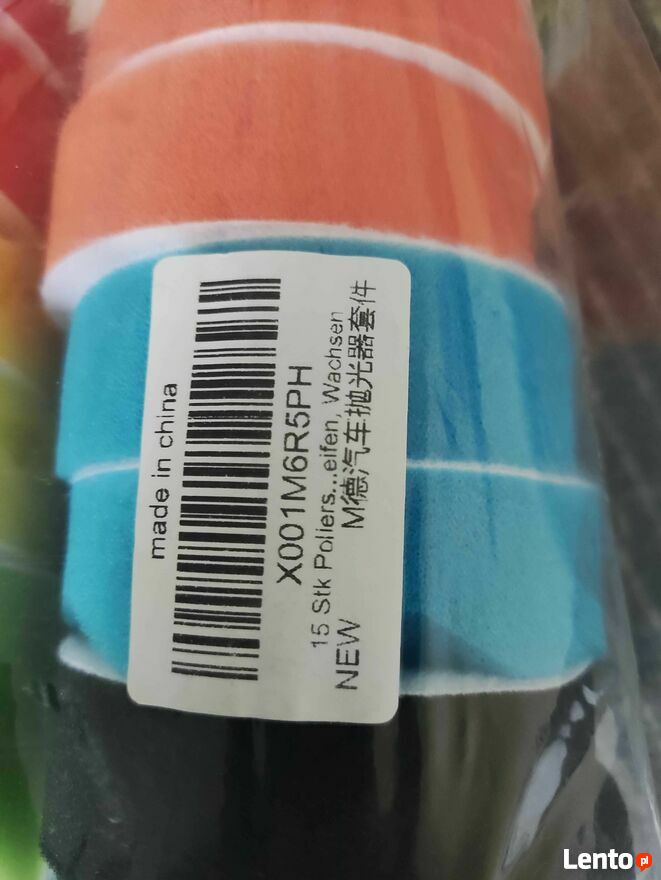 made in china
X001M6R5PH
15 Stk Poliers...eifen, Wachsen
M德汽车抛光器套件
NEW
Lento.pl